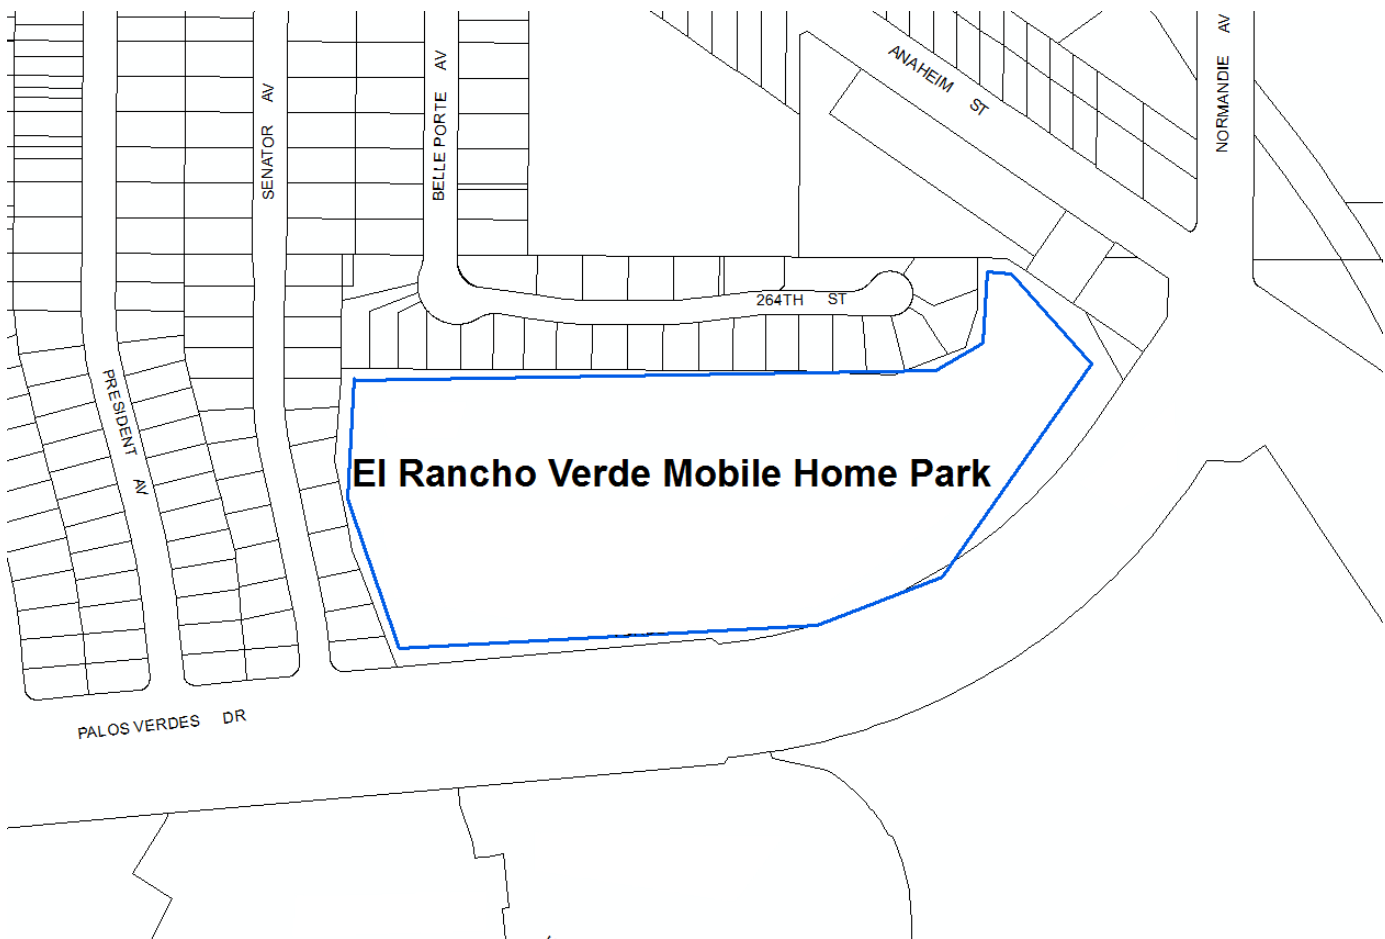 ANAHEIM ST
NORMANDIE AV
BELLE PORTE AV
SENATOR AV
264TH ST
PRESIDENT AV
El Rancho Verde Mobile Home Park
PALOS VERDES DR